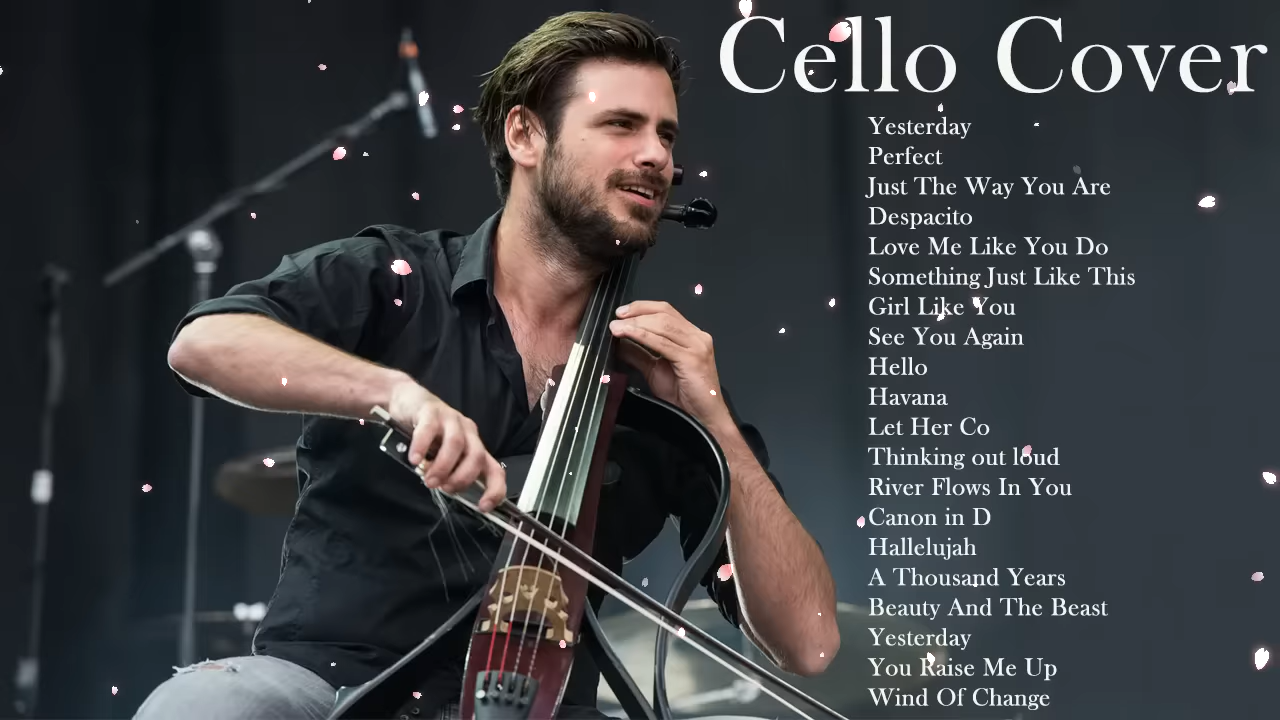 Cello Cover
Yesterday
Perfect
Just The Way You Are
Despacito
Love Me Like You Do
Something Just Like This
Girl Like You
See You Again
Hello
Havana
Let Her Co
Thinking out loud
River Flows In You
Canon in D
Hallelujah
A Thousand Years
Beauty And The Beast
Yesterday
You Raise Me Up
Wind Of Change